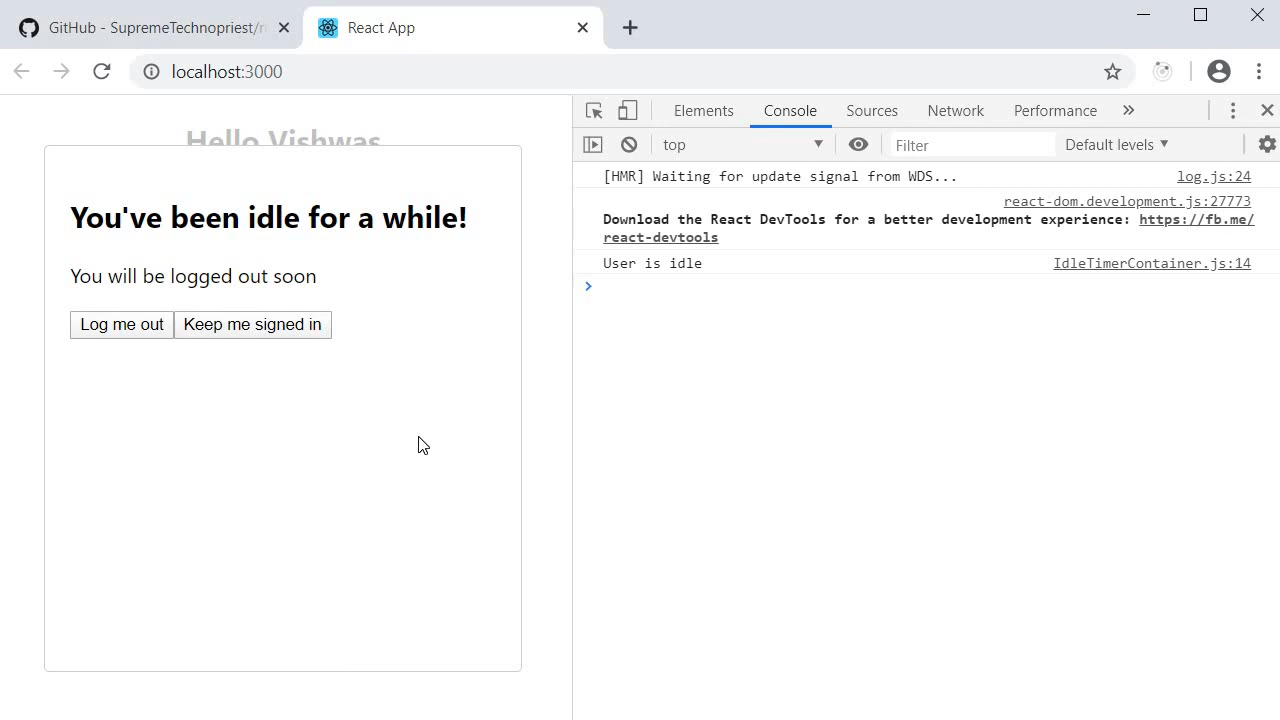 GitHub - SupremeTechnopriest/r
React App
localhost:3000
Hello Vishwas
You've been idle for a while!
You will be logged out soon
Log me out Keep me signed in
Elements Console Sources Network Performance
top Filter Default levels
[HMR] Waiting for update signal from WDS... log.js:24
react-dom.development.js:27773
Download the React DevTools for a better development experience: https://fb.me/
react-devtools
User is idle IdleTimerContainer.js:14